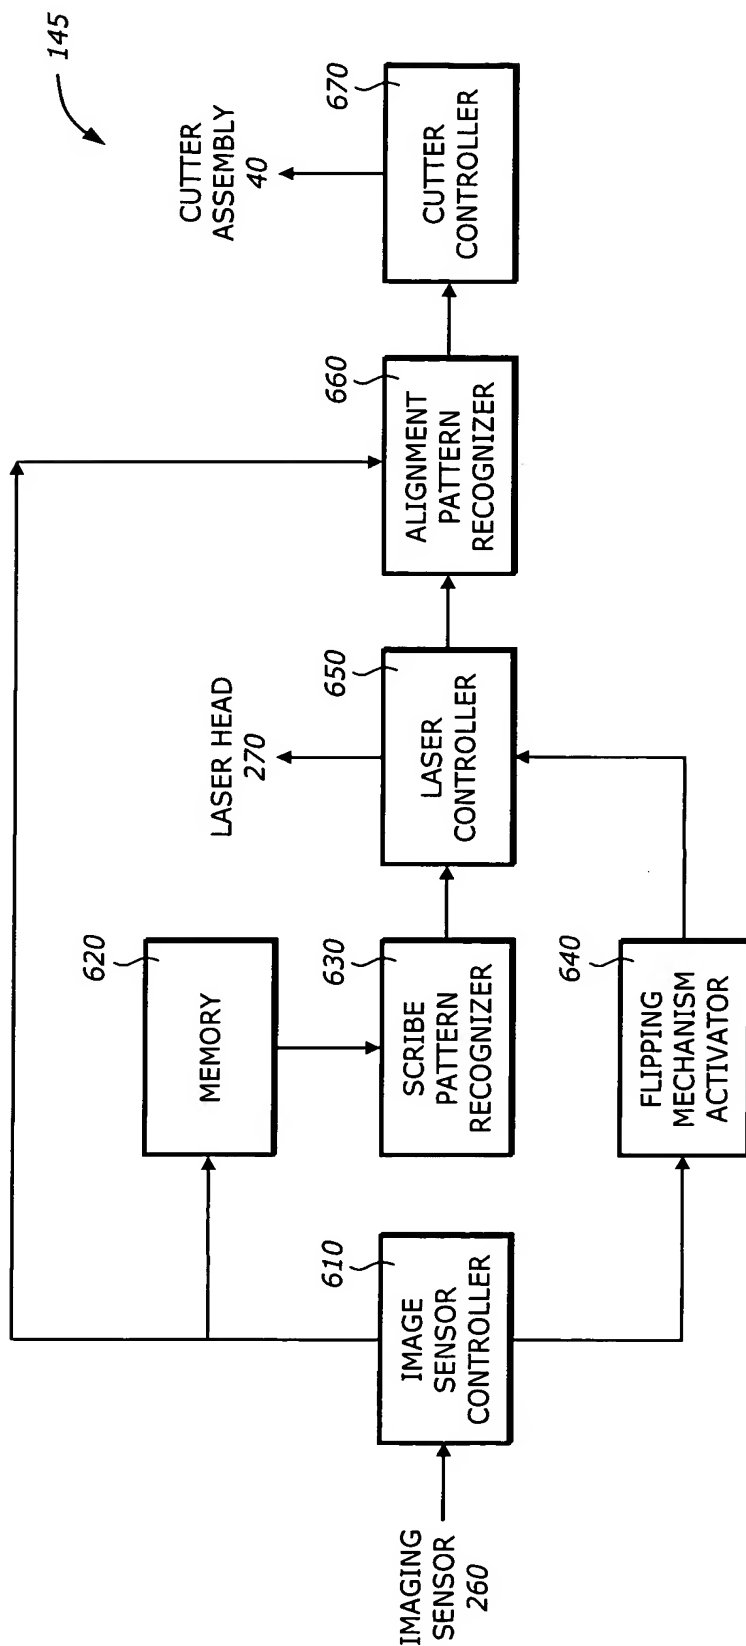 145
IMAGING
SENSOR
260
610
IMAGE
SENSOR
CONTROLLER
620
MEMORY
630
SCRIBE
PATTERN
RECOGNIZER
640
FLIPPING
MECHANISM
ACTIVATOR
LASER HEAD
270
650
LASER
CONTROLLER
660
ALIGNMENT
PATTERN
RECOGNIZER
CUTTER
ASSEMBLY
40
670
CUTTER
CONTROLLER